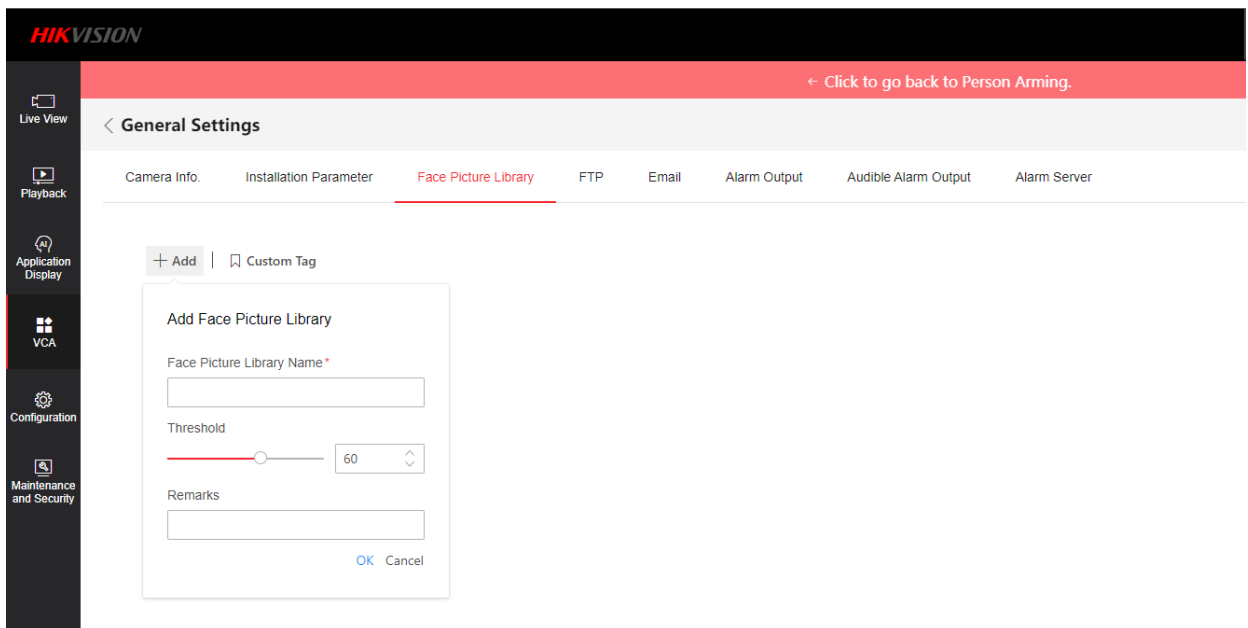 HIKVISION
← Click to go back to Person Arming.
Live View
Playback
AI
Application
Display
VCA
Configuration
Maintenance
and Security
< General Settings
Camera Info. Installation Parameter Face Picture Library FTP Email Alarm Output Audible Alarm Output Alarm Server
+ Add | Custom Tag
Add Face Picture Library
Face Picture Library Name*
Threshold
60
Remarks
OK Cancel